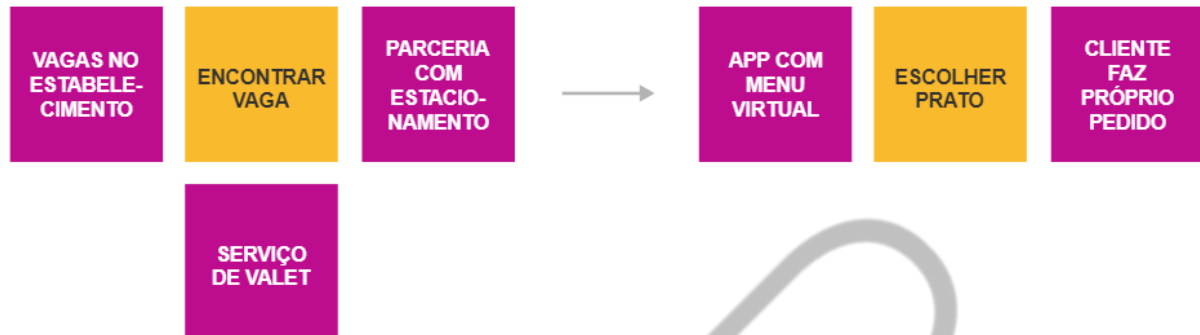 VAGAS NO
ESTABELE-
CIMENTO
ENCONTRAR
VAGA
PARCERIA
COM
ESTACIO-
NAMENTO
APP COM
MENU
VIRTUAL
ESCOLHER
PRATO
CLIENTE
FAZ
PRÓPRIO
PEDIDO
SERVIÇO
DE VALET